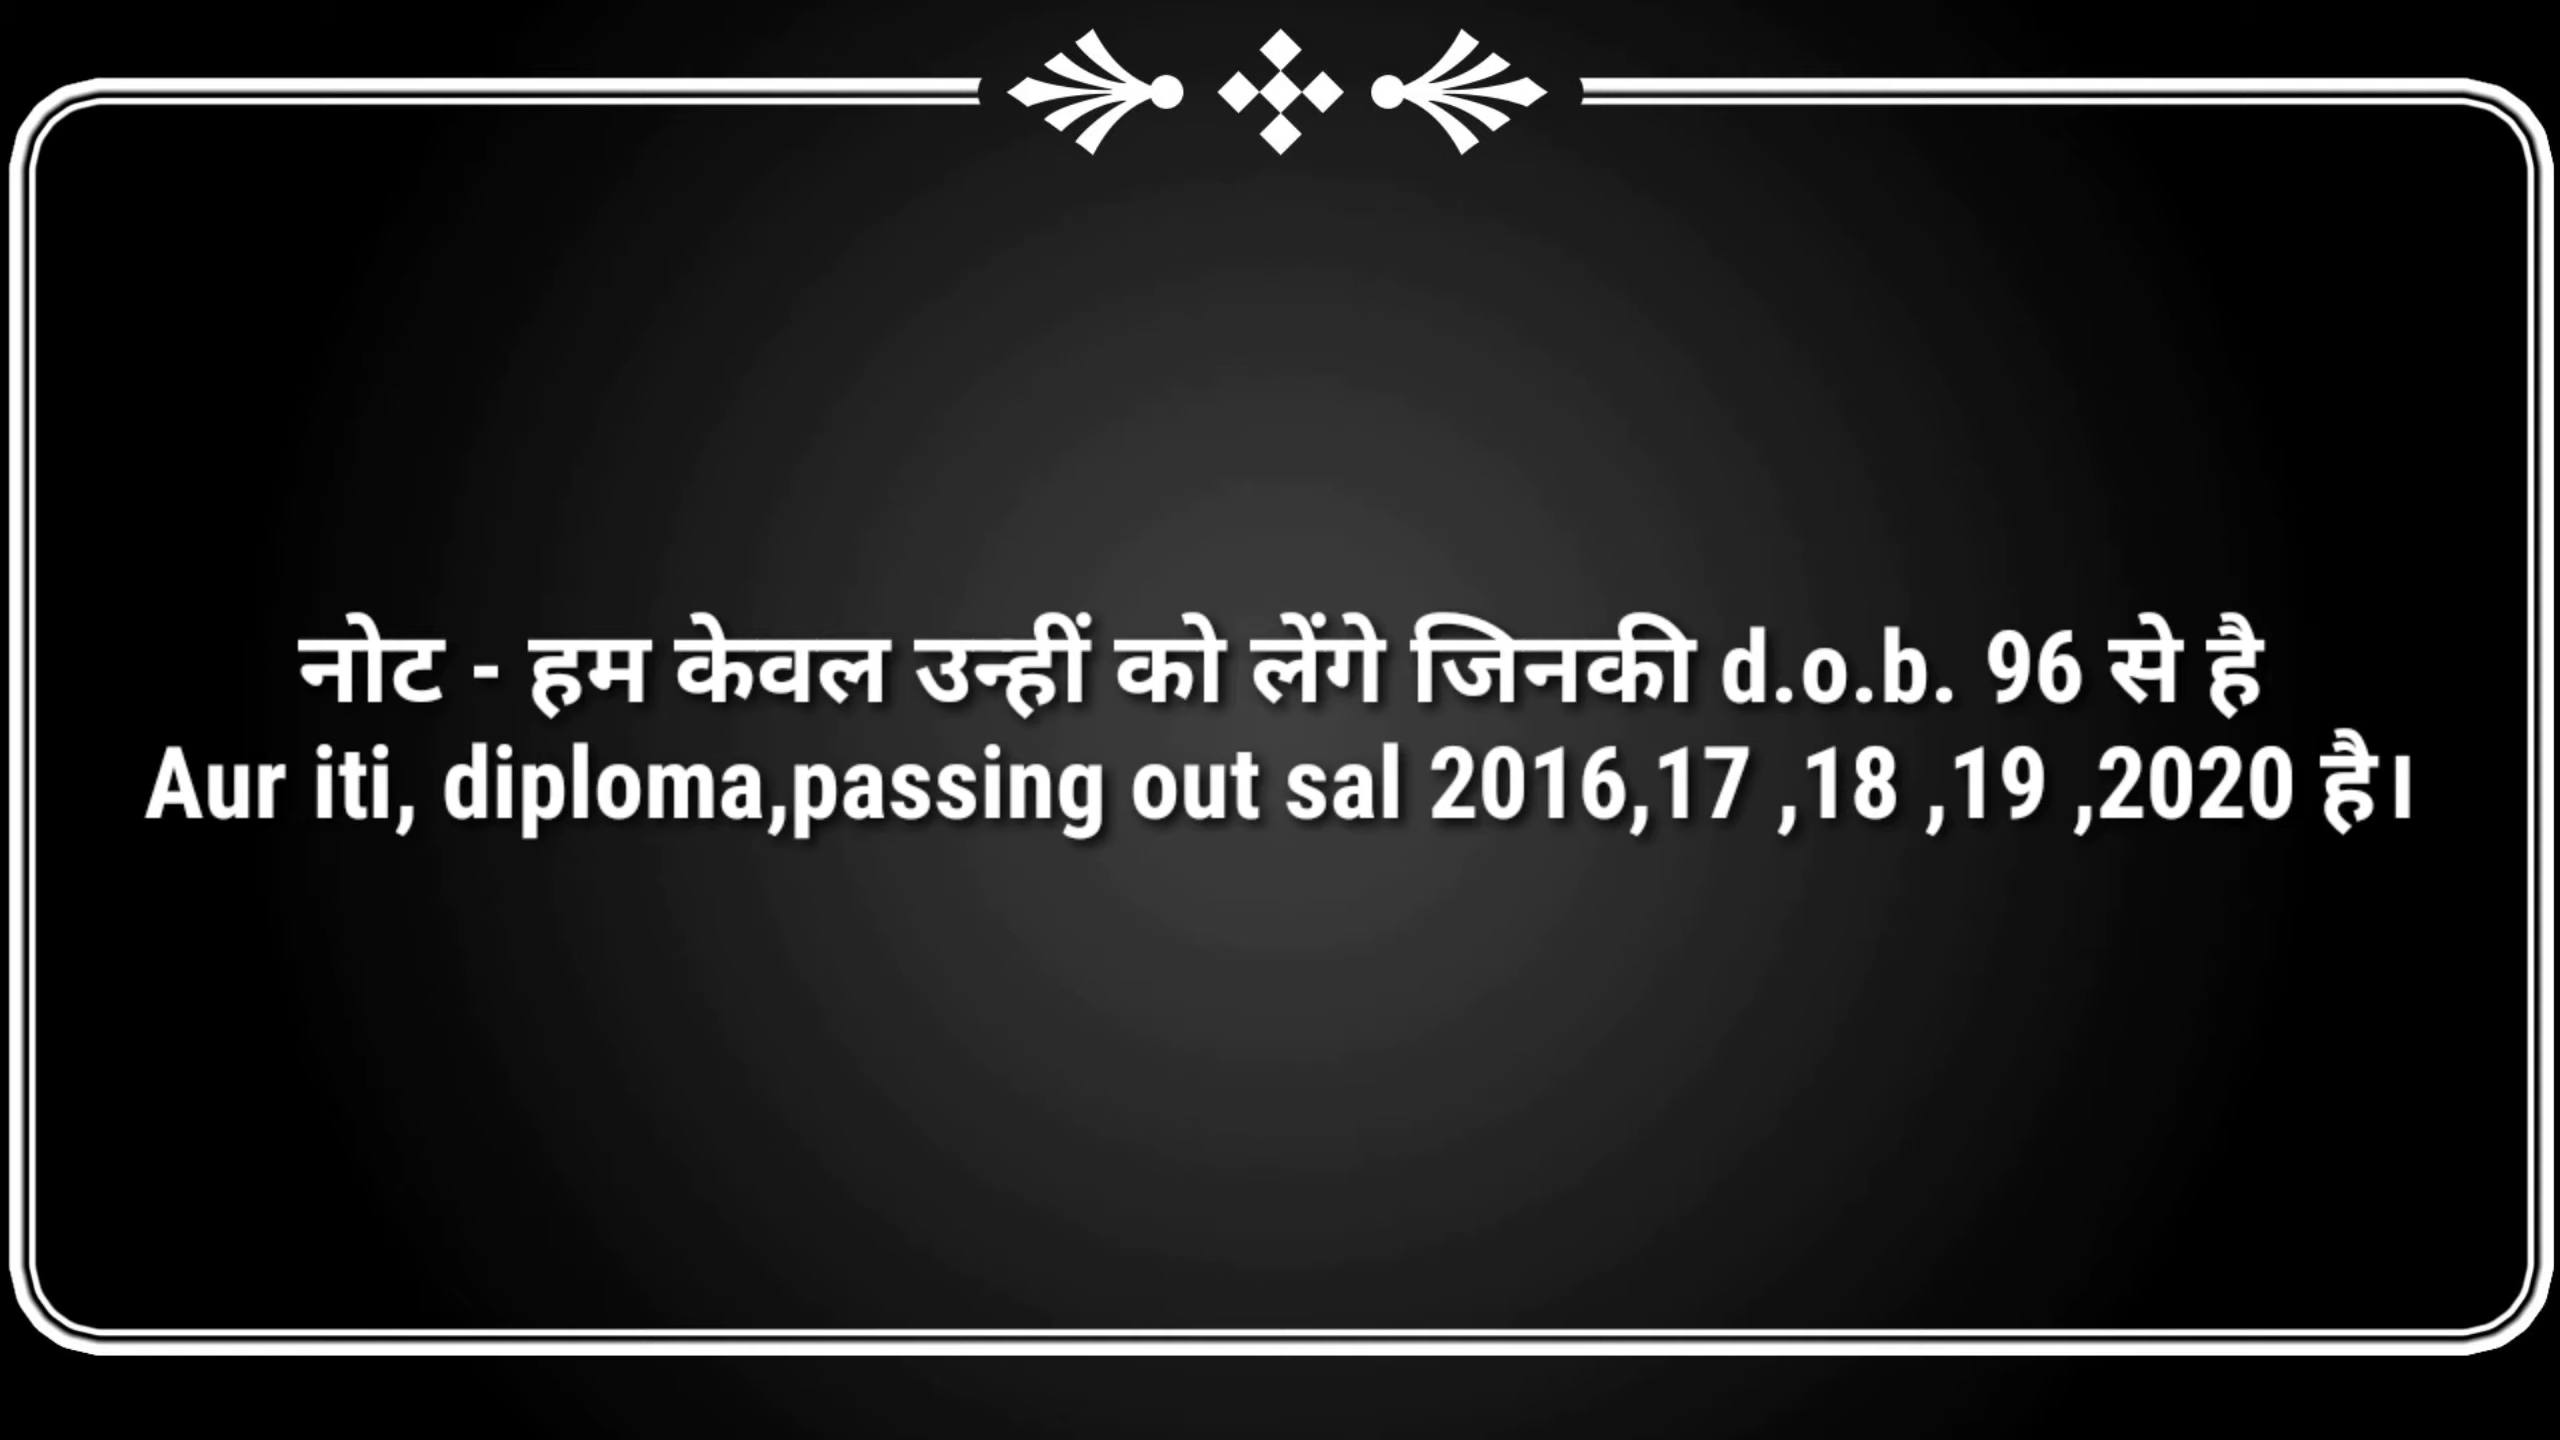 नोट - हम केवल उन्हीं को लेंगे जिनकी d.o.b. 96 से है
Aur iti, diploma,passing out sal 2016,17 ,18 ,19 ,2020 है।